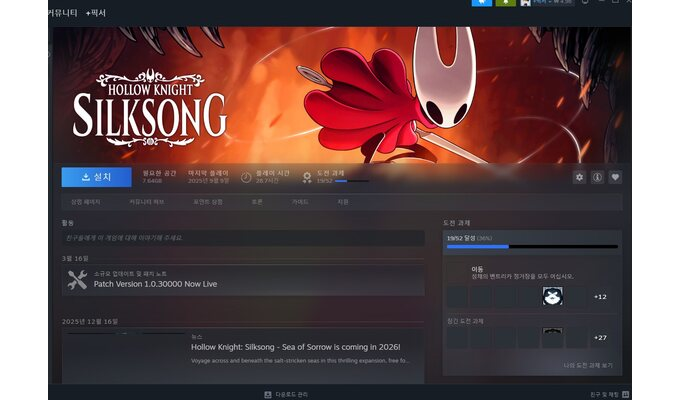 커뮤니티 +픽서
HOLLOW KNIGHT
SILKSONG
설치
필요한 공간
7.64GB
마지막 플레이
2025년 9월 9일
플레이 시간
28.7시간
도전 과제
19/52
상점 페이지 커뮤니티 허브 포인트 상점 토론 가이드 지원
활동
친구들에게 이 게임에 대해 이야기해 주세요.
3월 16일
소규모 업데이트 및 패치 노트
Patch Version 1.0.30000 Now Live
2025년 12월 16일
뉴스
Hollow Knight: Silksong - Sea of Sorrow is coming in 2026!
Voyage across and beneath the salt-stricken seas in this thrilling expansion, free fo...
도전 과제
19/52 달성 (36%)
이동
성채의 벤트리카 정거장을 모두 여십시오.
+12
잠긴 도전 과제
+27
나의 도전 과제 보기
다운로드 관리
친구 및 채팅